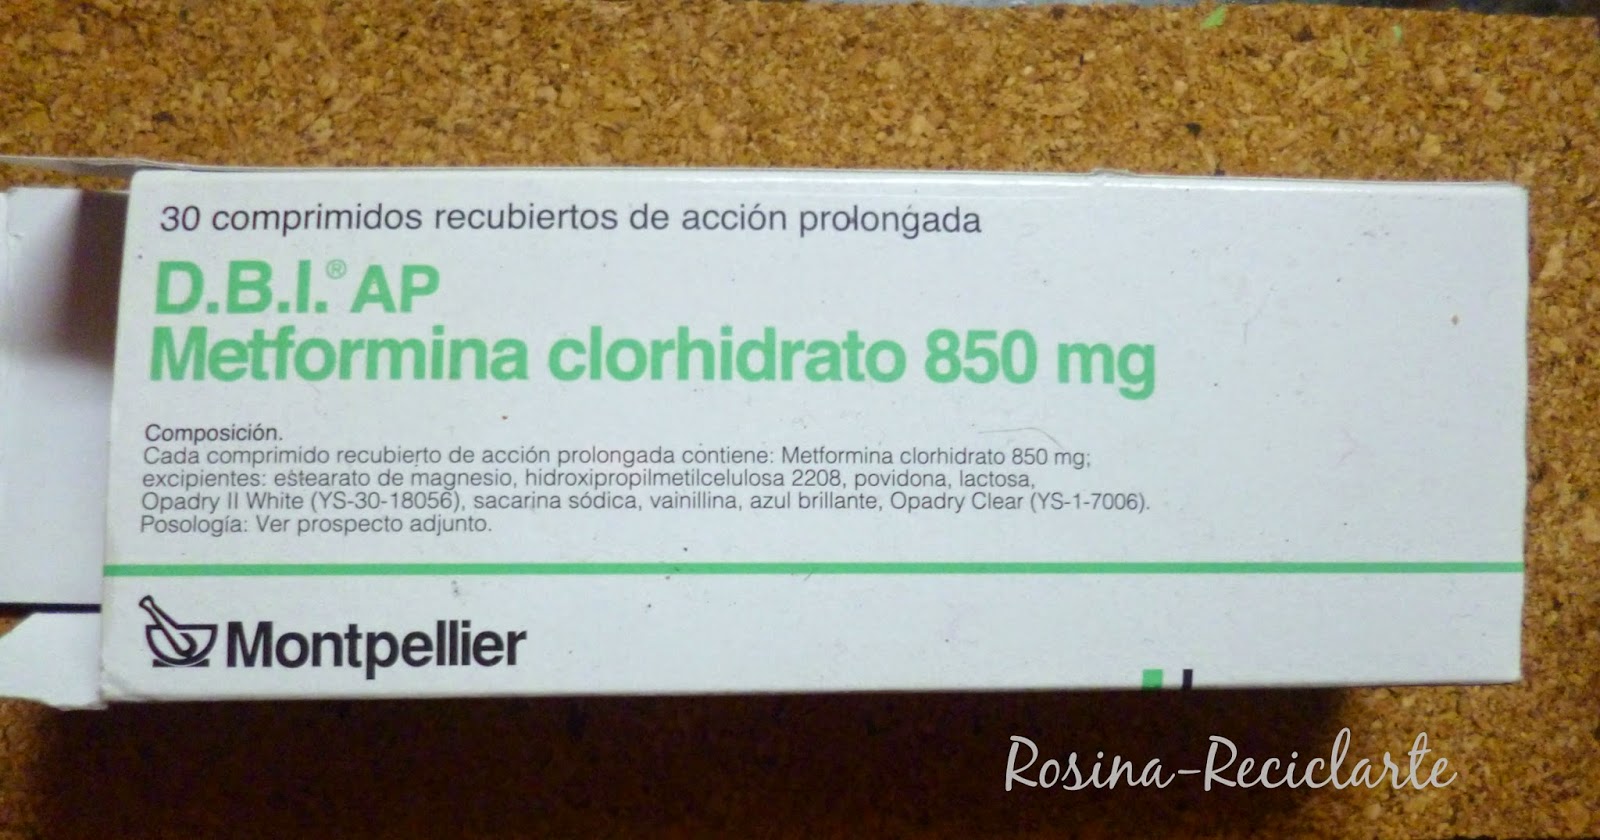 30 comprimidos recubiertos de acción prolongada
D.B.I.® AP
Metformina clorhidrato 850 mg
Composición.
Cada comprimido recubierto de acción prolongada contiene: Metformina clorhidrato 850 mg;
excipientes: estearato de magnesio, hidroxipropilmetilcelulosa 2208, povidona, lactosa,
Opadry II White (YS-30-18056), sacarina sódica, vainillina, azul brillante, Opadry Clear (YS-1-7006).
Posología: Ver prospecto adjunto.
Montpellier
Rosina-Reciclarte